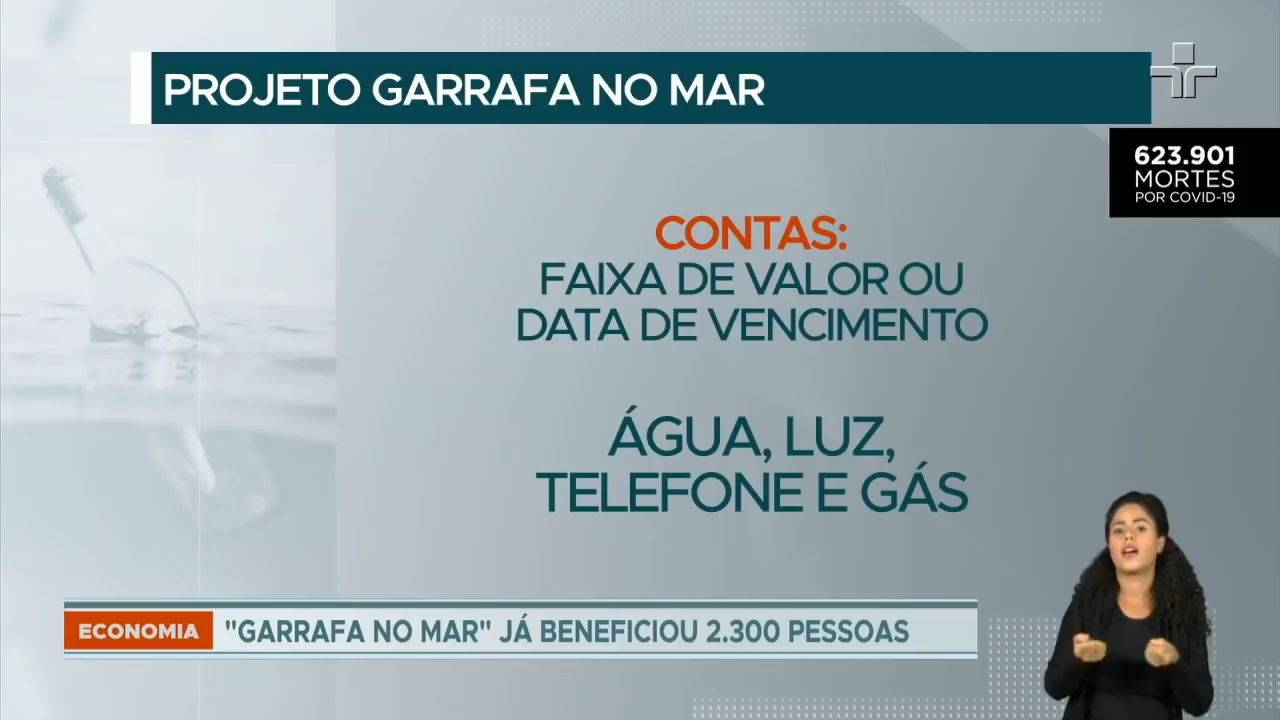 PROJETO GARRAFA NO MAR
623.901
MORTES
POR COVID-19
CONTAS:
FAIXA DE VALOR OU
DATA DE VENCIMENTO
ÁGUA, LUZ,
TELEFONE E GÁS
ECONOMIA
"GARRAFA NO MAR" JÁ BENEFICIOU 2.300 PESSOAS